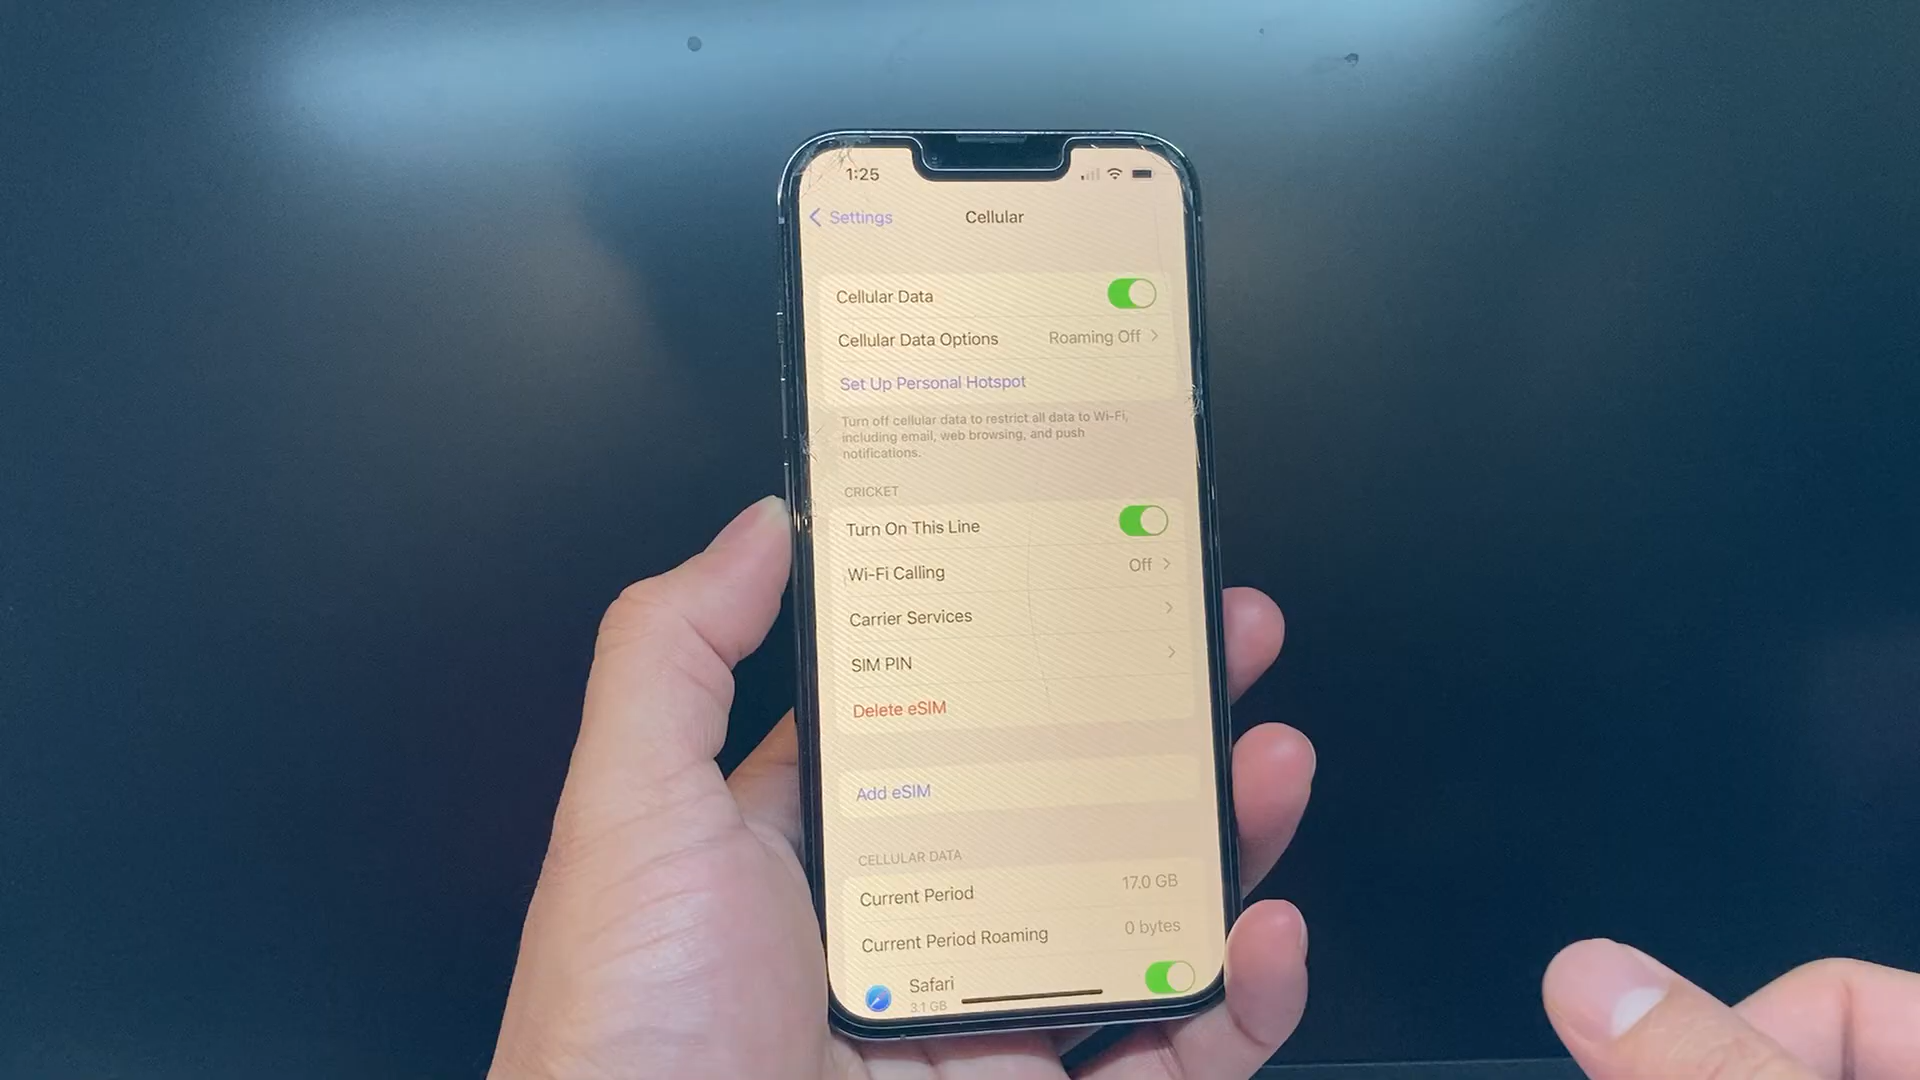 1:25
Settings
Cellular
Cellular Data
Cellular Data Options Roaming Off
Set Up Personal Hotspot
Turn off cellular data to restrict all data to Wi-Fi,
including email, web browsing, and push
notifications.
CRICKET
Turn On This Line
Wi-Fi Calling Off
Carrier Services
SIM PIN
Delete eSIM
Add eSIM
CELLULAR DATA
Current Period 17.0 GB
Current Period Roaming 0 bytes
Safari
3.1 GB